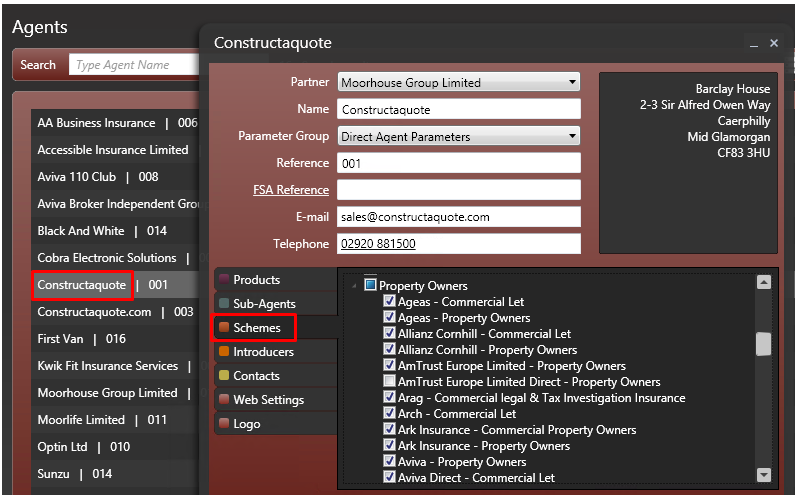 Agents
Search
Type Agent Name
AA Business Insurance | 006
Accessible Insurance Limited
Aviva 110 Club | 008
Aviva Broker Independent Grou
Black And White | 014
Cobra Electronic Solutions |
Constructaquote | 001
Constructaquote.com | 003
First Van | 016
Kwik Fit Insurance Services |
Moorhouse Group Limited |
Moorlife Limited | 011
Optin Ltd | 010
Sunzu | 014
Constructaquote
Partner Moorhouse Group Limited
Name Constructaquote
Parameter Group Direct Agent Parameters
Reference 001
FSA Reference
E-mail sales@constructaquote.com
Telephone 02920 881500
Barclay House
2-3 Sir Alfred Owen Way
Caerphilly
Mid Glamorgan
CF83 3HU
Products
Sub-Agents
Schemes
Introducers
Contacts
Web Settings
Logo
Property Owners
Ageas - Commercial Let
Ageas - Property Owners
Allianz Cornhill - Commercial Let
Allianz Cornhill - Property Owners
AmTrust Europe Limited - Property Owners
AmTrust Europe Limited Direct - Property Owners
Arag - Commercial legal & Tax Investigation Insurance
Arch - Commercial Let
Ark Insurance - Commercial Property Owners
Ark Insurance - Property Owners
Aviva - Property Owners
Aviva Direct - Commercial Let